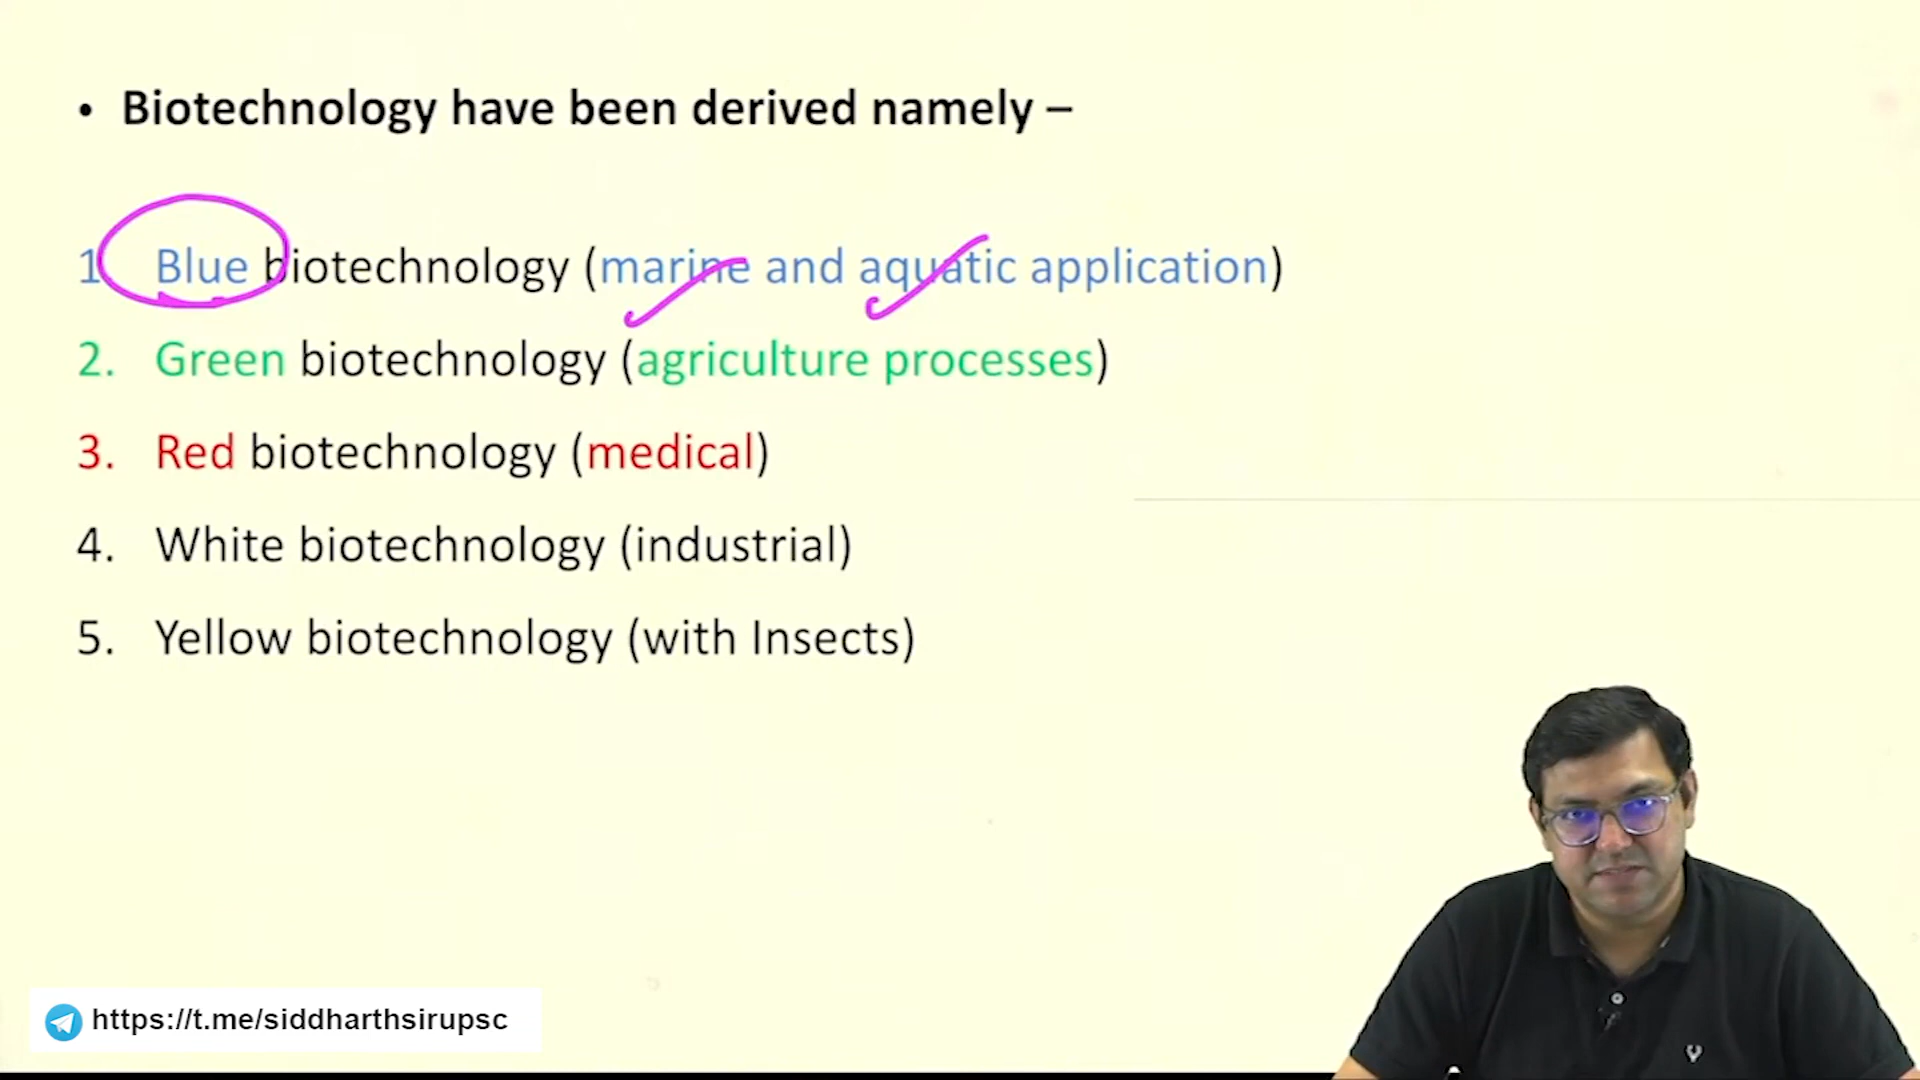 • Biotechnology have been derived namely –
1 Blue biotechnology (marine and aquatic application)
2. Green biotechnology (agriculture processes)
3. Red biotechnology (medical)
4. White biotechnology (industrial)
5. Yellow biotechnology (with Insects)
https://t.me/siddharthsirupsc